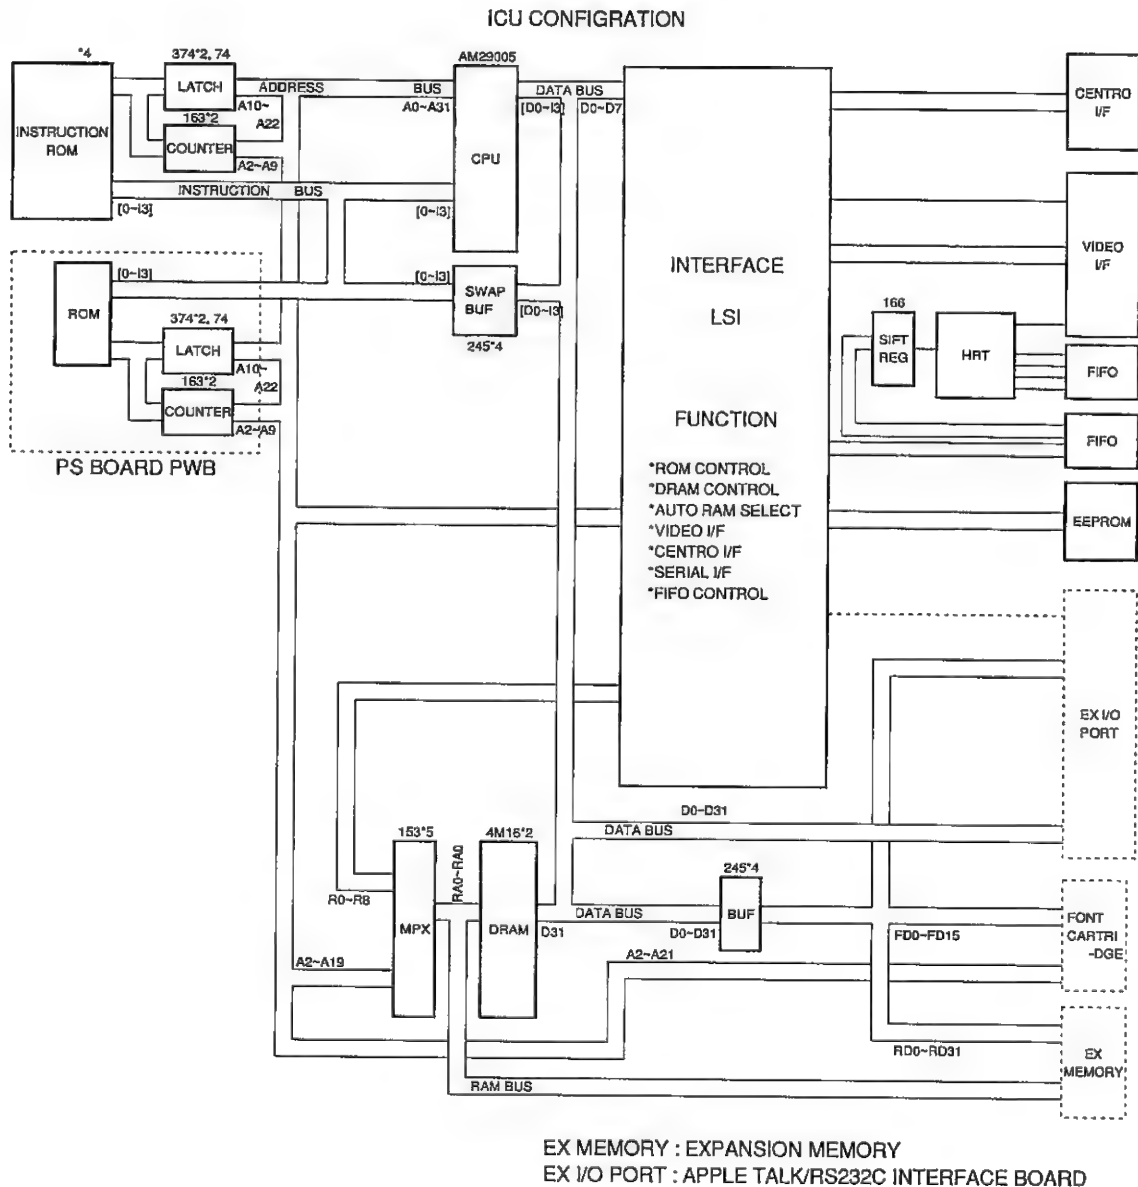 ICU CONFIGRATION
*4
INSTRUCTION
ROM
374*2, 74
LATCH
163*2
COUNTER
A10~
A22
A2~A9
ADDRESS
BUS
A0~A31
INSTRUCTION
BUS
[0~I3]
[0~I3]
AM29005
CPU
DATA BUS
[D0~I3]
D0~D7
ROM
[0~I3]
374*2, 74
LATCH
A10~
A22
163*2
COUNTER
A2~A9
PS BOARD PWB
[0~I3]
SWAP
BUF
[D0~I3]
245*4
INTERFACE
LSI
FUNCTION
*ROM CONTROL
*DRAM CONTROL
*AUTO RAM SELECT
*VIDEO I/F
*CENTRO I/F
*SERIAL I/F
*FIFO CONTROL
CENTRO
I/F
VIDEO
I/F
166
SIFT
REG
HRT
FIFO
FIFO
EEPROM
EX I/O
PORT
D0~D31
DATA BUS
153*5
MPX
R0~R8
A2~A19
RA0~RA0
4M16*2
DRAM
D31
DATA BUS
D0~D31
245*4
BUF
A2~A21
FD0~FD15
FONT
CARTRI
-DGE
RD0~RD31
EX
MEMORY
RAM BUS
EX MEMORY : EXPANSION MEMORY
EX I/O PORT : APPLE TALK/RS232C INTERFACE BOARD